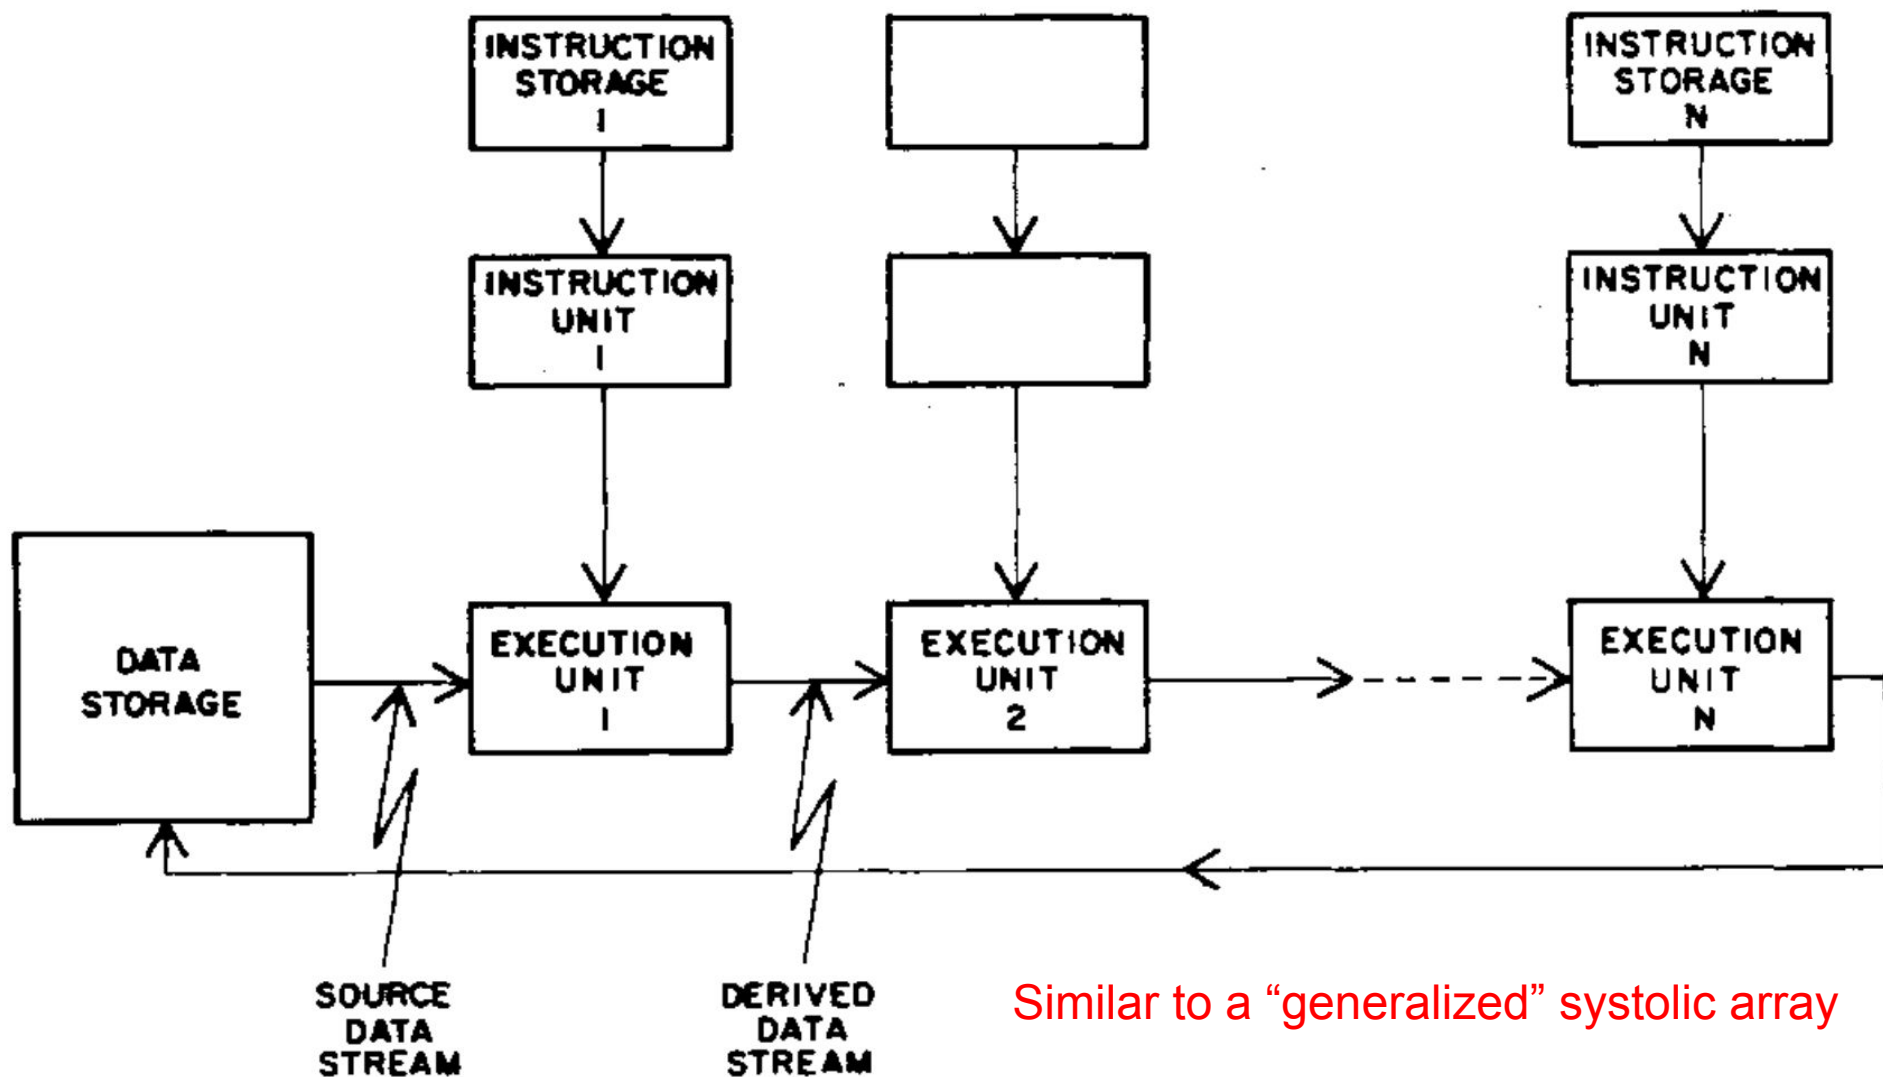 INSTRUCTION
STORAGE
1
INSTRUCTION
STORAGE
N
INSTRUCTION
UNIT
1
INSTRUCTION
UNIT
N
DATA
STORAGE
EXECUTION
UNIT
1
EXECUTION
UNIT
2
EXECUTION
UNIT
N
SOURCE
DATA
STREAM
DERIVED
DATA
STREAM
Similar to a “generalized” systolic array